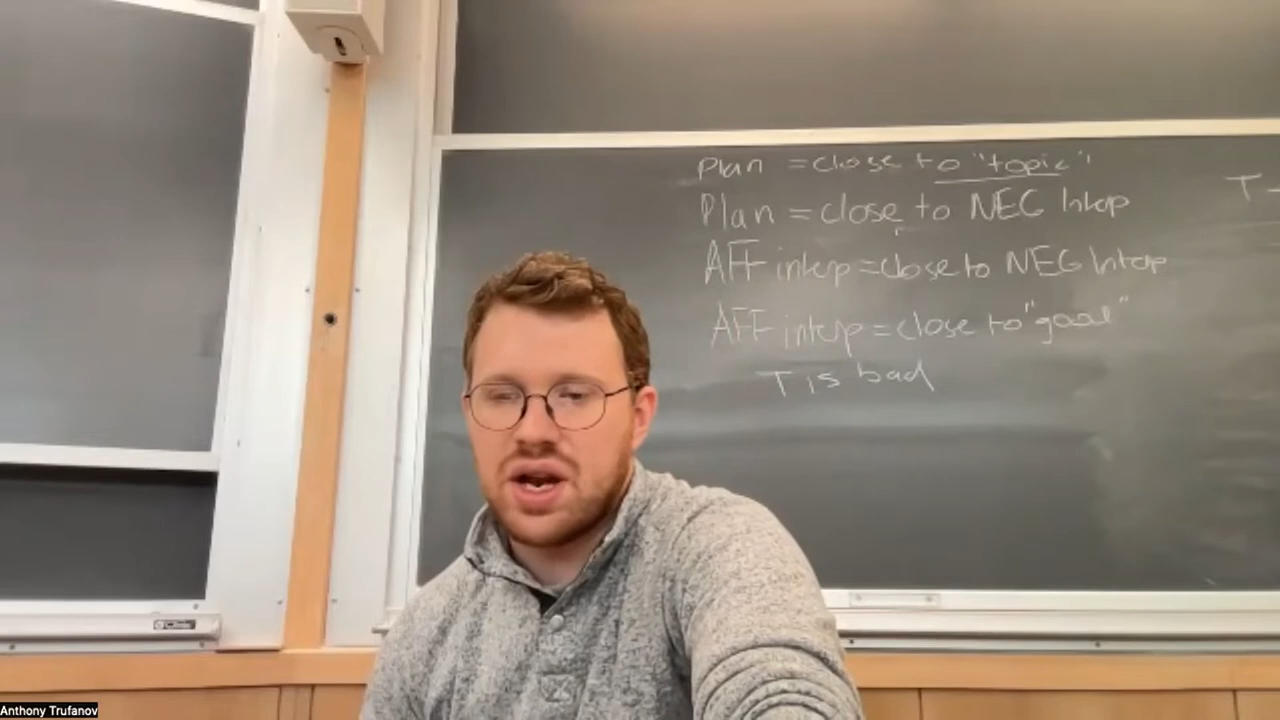 Plan = close to "topic"
Plan = close to NEG Interp
AFF interp = close to NEG Interp
AFF interp = close to "goal"
T is bad
T-
Anthony Trufanov